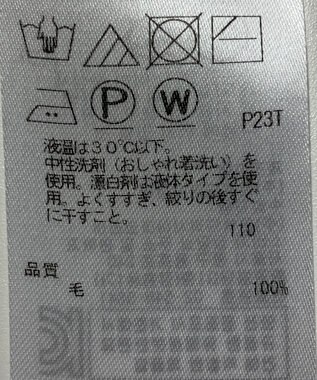 P W
P23T
液温は30℃以下。
中性洗剤（おしゃれ着洗い）を
使用。漂白剤は液体タイプを使
用。よくすすぎ、絞りの後すぐ
に干すこと。
110
品質
毛 100%